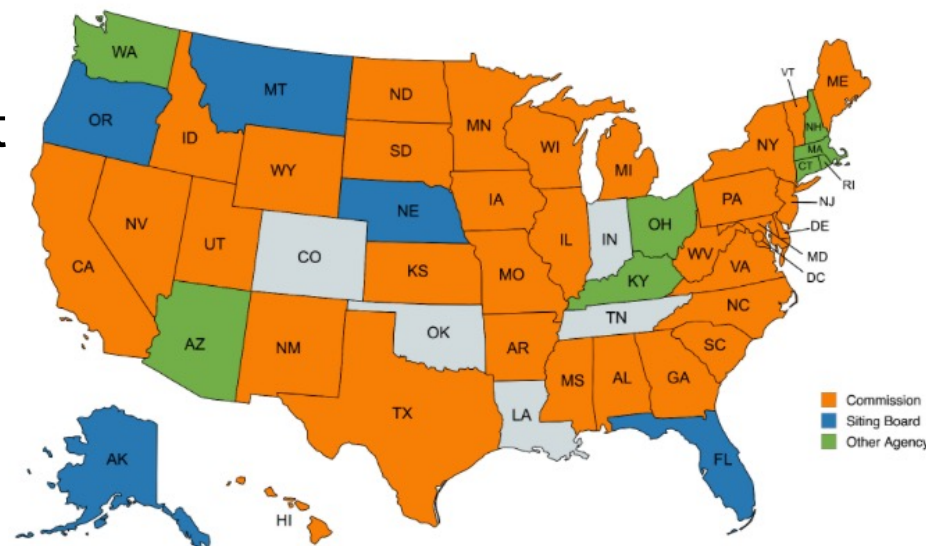 WA
MT
ND
MN
VT
ME
OR
ID
SD
WI
MI
NY
NH
MA
CT
RI
WY
IA
PA
NJ
NE
NV
UT
CO
IL
IN
OH
DE
MD
DC
CA
KS
MO
WV
VA
KY
AZ
NM
OK
AR
TN
NC
SC
TX
LA
MS
AL
GA
AK
HI
FL
Commission
Siting Board
Other Agency